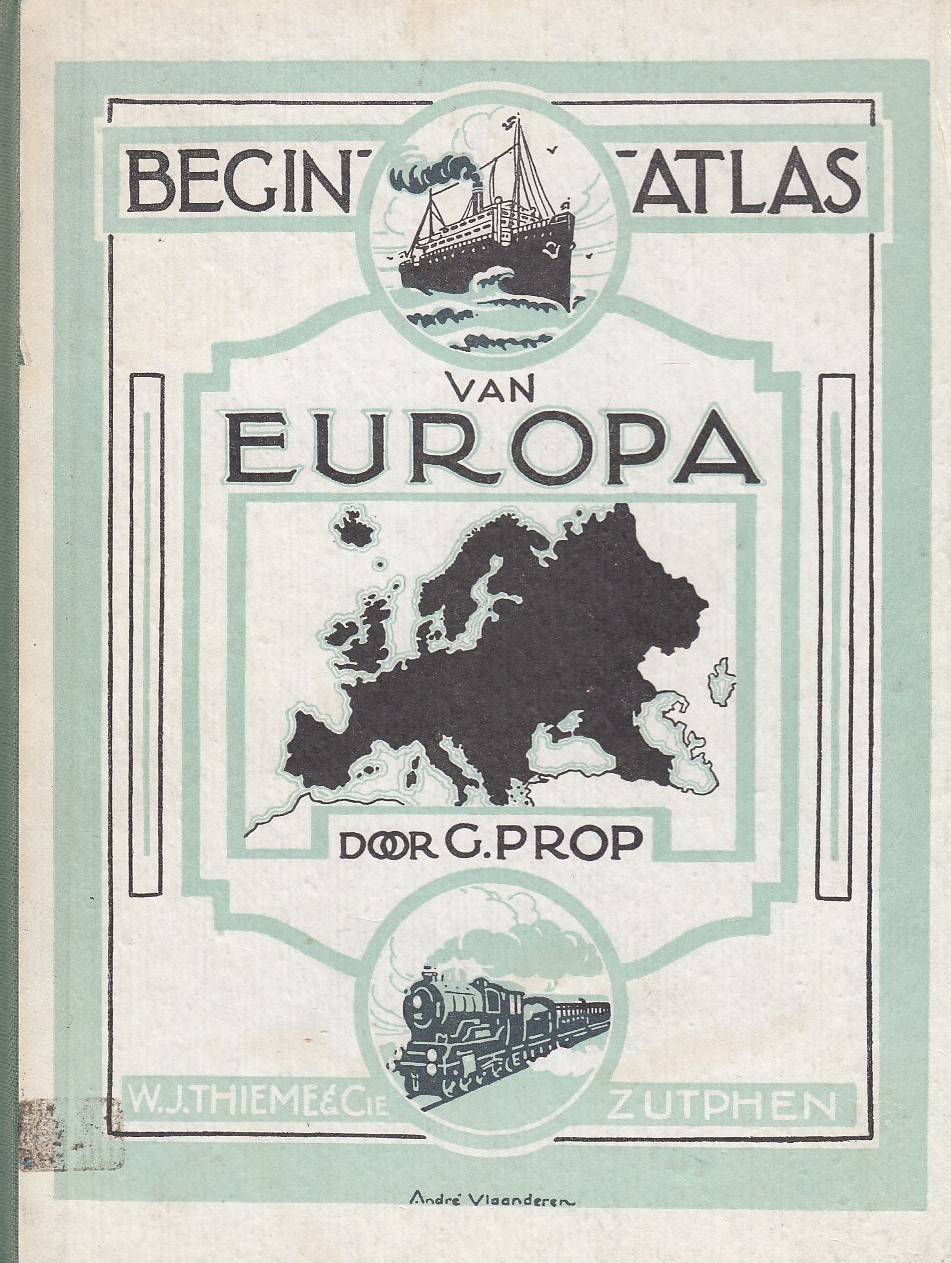 BEGIN-ATLAS
VAN
EUROPA
DOOR G. PROP
W.J. THIEME & CIE ZUTPHEN
André Vlaanderen